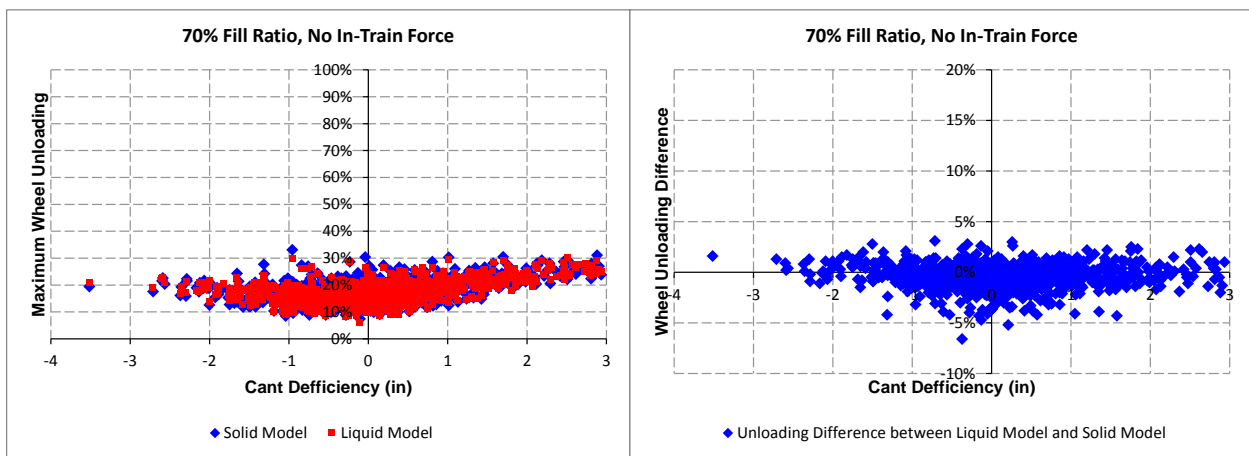 70% Fill Ratio, No In-Train Force
100%
90%
80%
70%
60%
50%
40%
30%
20%
10%
0%
-4 -3 -2 -1 0 1 2 3
Maximum Wheel Unloading
Cant Defficiency (in)
Solid Model Liquid Model
70% Fill Ratio, No In-Train Force
20%
15%
10%
5%
0%
-5%
-10%
-4 -3 -2 -1 0 1 2 3
Wheel Unloading Difference
Cant Defficiency (in)
Unloading Difference between Liquid Model and Solid Model